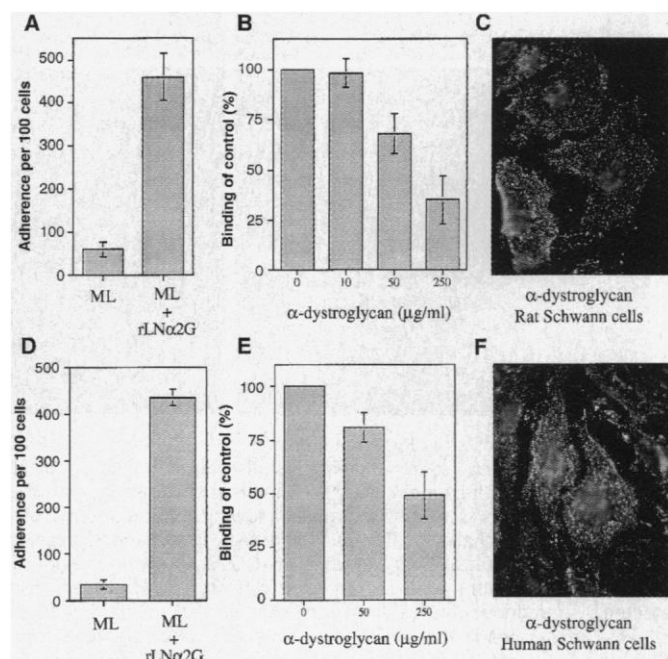 A
B
C
Adherence per 100 cells
500
400
300
200
100
0
ML
ML
+
rLNα2G
Binding of control (%)
100
75
50
25
0
0
10
50
250
α-dystroglycan (μg/ml)
α-dystroglycan
Rat Schwann cells
D
E
F
Adherence per 100 cells
500
400
300
200
100
0
ML
ML
+
rLNα2G
Binding of control (%)
100
75
50
25
0
0
50
250
α-dystroglycan (μg/ml)
α-dystroglycan
Human Schwann cells